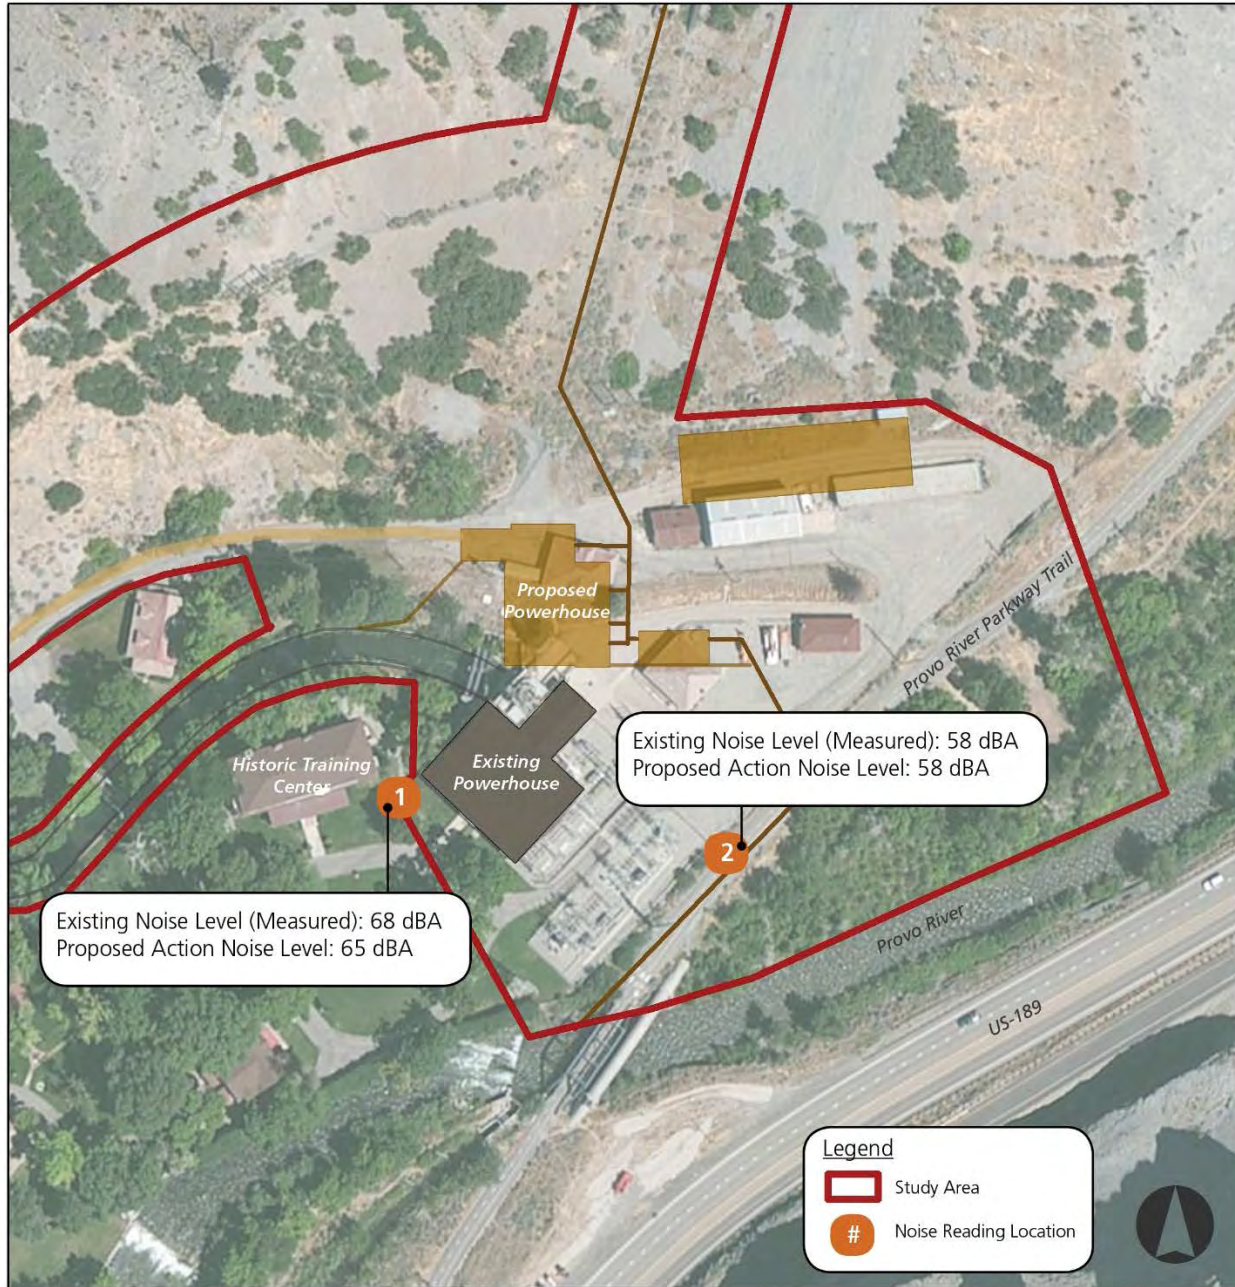 Proposed
Powerhouse
Provo River Parkway Trail
Existing Noise Level (Measured): 58 dBA
Proposed Action Noise Level: 58 dBA
Historic Training
Center
Existing
Powerhouse
1
2
Existing Noise Level (Measured): 68 dBA
Proposed Action Noise Level: 65 dBA
Provo River
US-189
Legend
Study Area
# Noise Reading Location